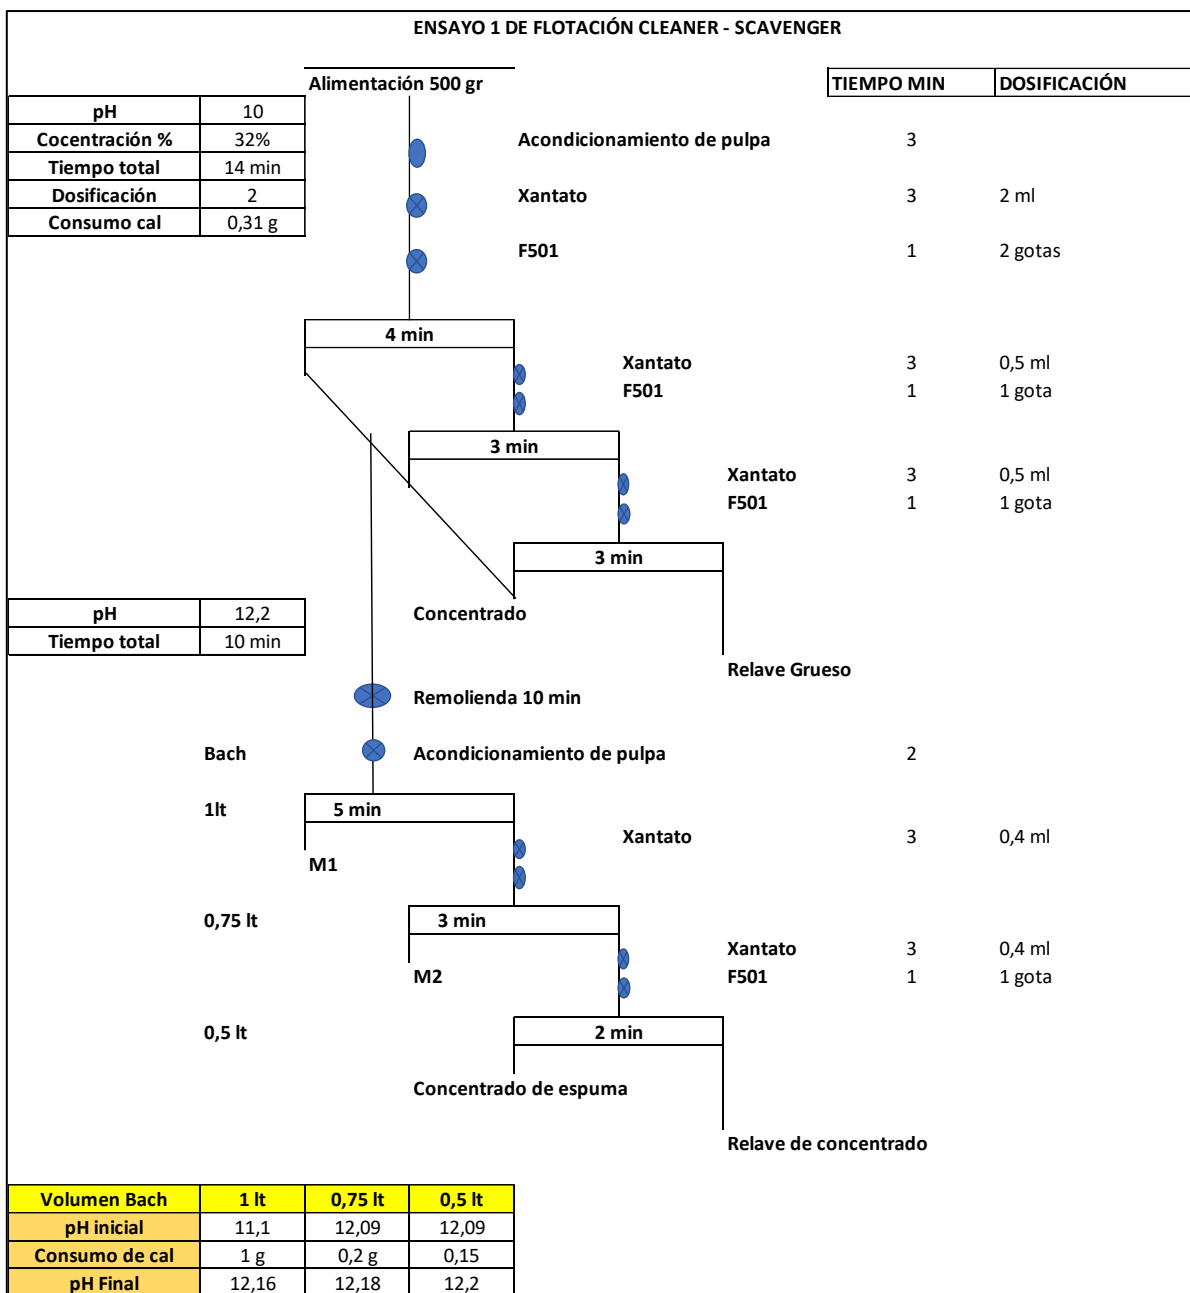 ENSAYO 1 DE FLOTACIÓN CLEANER - SCAVENGER
Alimentación 500 gr TIEMPO MIN DOSIFICACIÓN
pH 10
Cocentración % 32% Acondicionamiento de pulpa 3
Tiempo total 14 min
Dosificación 2 Xantato 3 2 ml
Consumo cal 0,31 g
F501 1 2 gotas
4 min
Xantato 3 0,5 ml
F501 1 1 gota
3 min
Xantato 3 0,5 ml
F501 1 1 gota
3 min
pH 12,2 Concentrado
Tiempo total 10 min
Relave Grueso
Remolienda 10 min
Bach Acondicionamiento de pulpa 2
1lt 5 min
Xantato 3 0,4 ml
M1
0,75 lt 3 min
Xantato 3 0,4 ml
M2 F501 1 1 gota
0,5 lt 2 min
Concentrado de espuma
Relave de concentrado
Volumen Bach 1 lt 0,75 lt 0,5 lt
pH inicial 11,1 12,09 12,09
Consumo de cal 1 g 0,2 g 0,15
pH Final 12,16 12,18 12,2